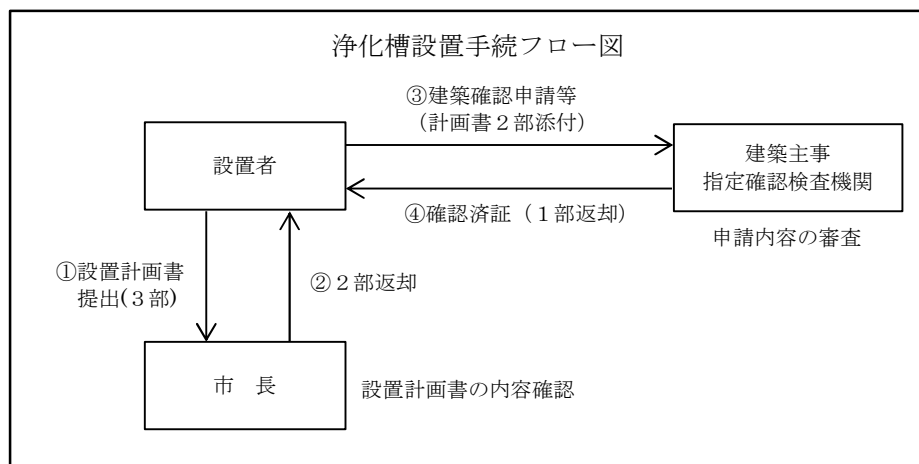 浄化槽設置手続フロー図
③建築確認申請等
（計画書２部添付）
設置者
建築主事
指定確認検査機関
④確認済証（１部返却）
申請内容の審査
①設置計画書
提出(３部)
②２部返却
市　長
設置計画書の内容確認